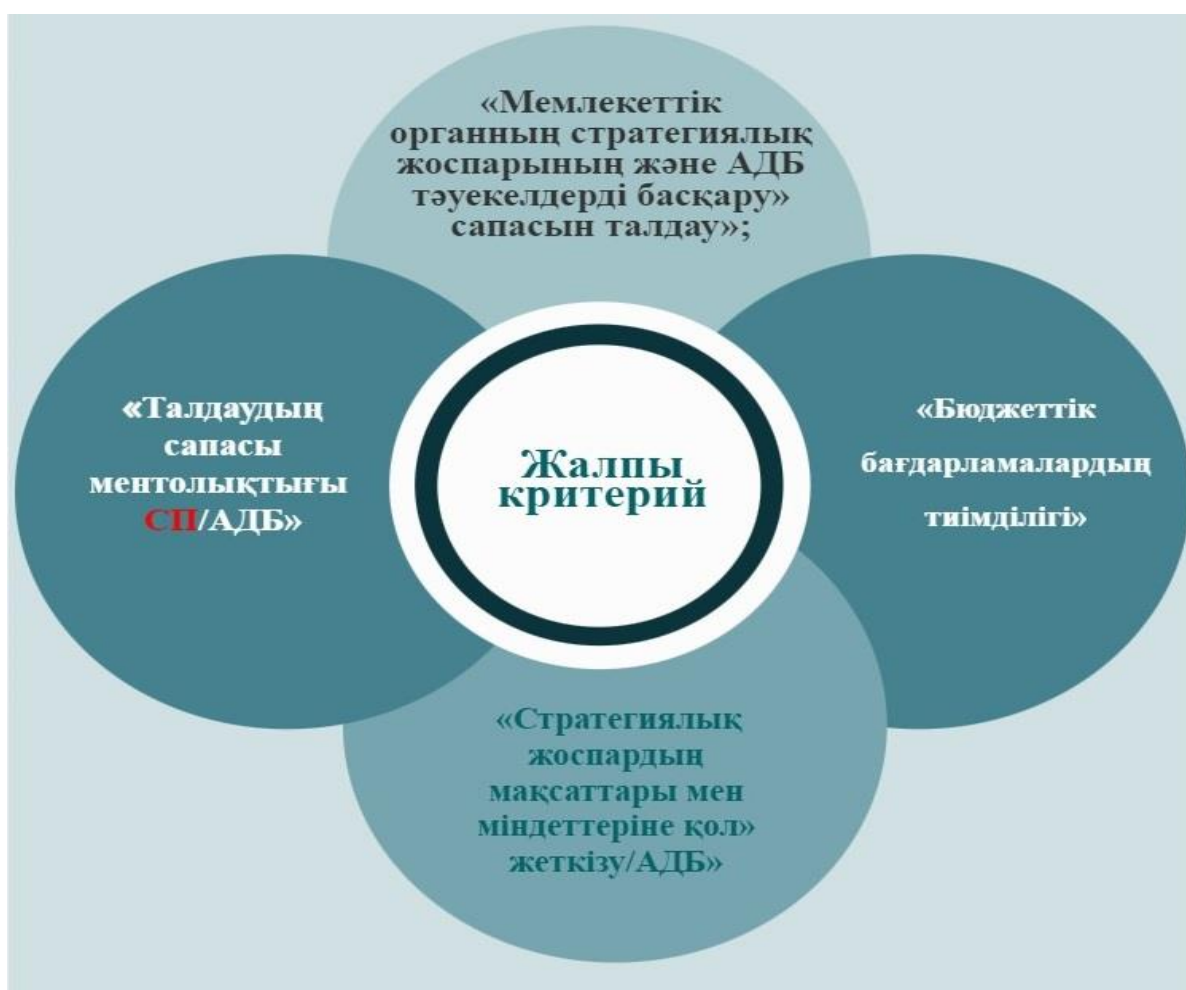 «Мемлекеттік
органның стратегиялық
жоспарының және АДБ
тәуекелдерді басқару»
сапасын талдау»;
«Талдаудың
сапасы
ментолықтығы
СП/АДБ»
Жалпы
критерий
«Бюджеттік
бағдарламалардың
тиімділігі»
«Стратегиялық
жоспардың
мақсаттары мен
міндеттеріне қол»
жеткізу/АДБ»